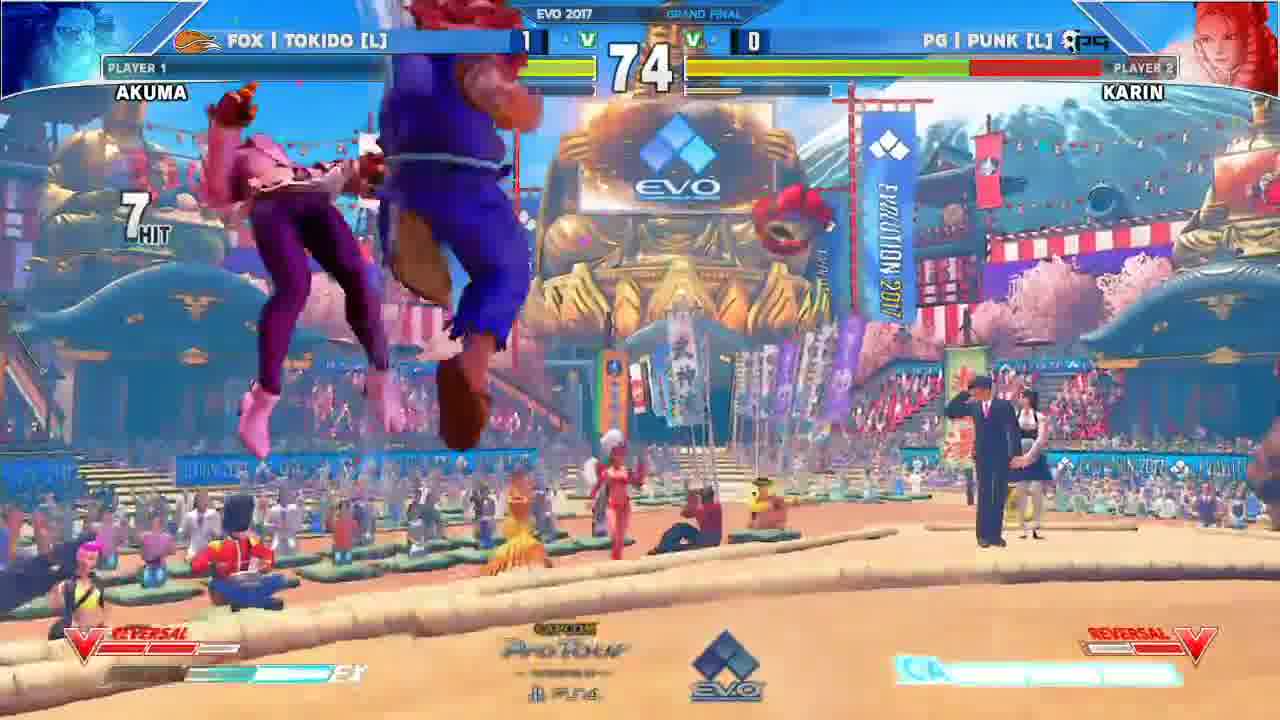 EVO 2017 GRAND FINAL
FOX | TOKIDO [L] 1 V 74 V 0 PG | PUNK [L]
PLAYER 1 PLAYER 2
AKUMA KARIN
EVO
EVOLUTION 2017
7 HIT
REVERSAL REVERSAL
EX CA
CAPCOM
Pro Tour
PS4
EVO